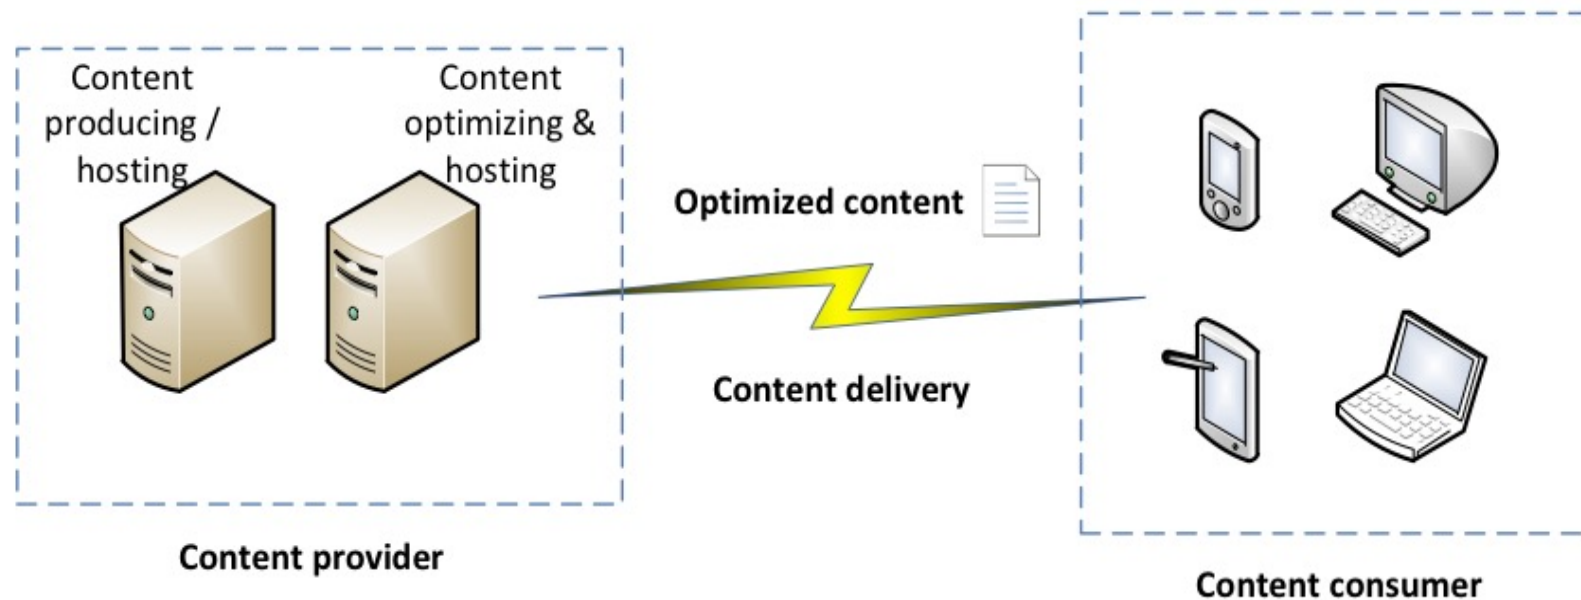 Content
producing /
hosting
Content
optimizing &
hosting
Optimized content
Content delivery
Content provider
Content consumer